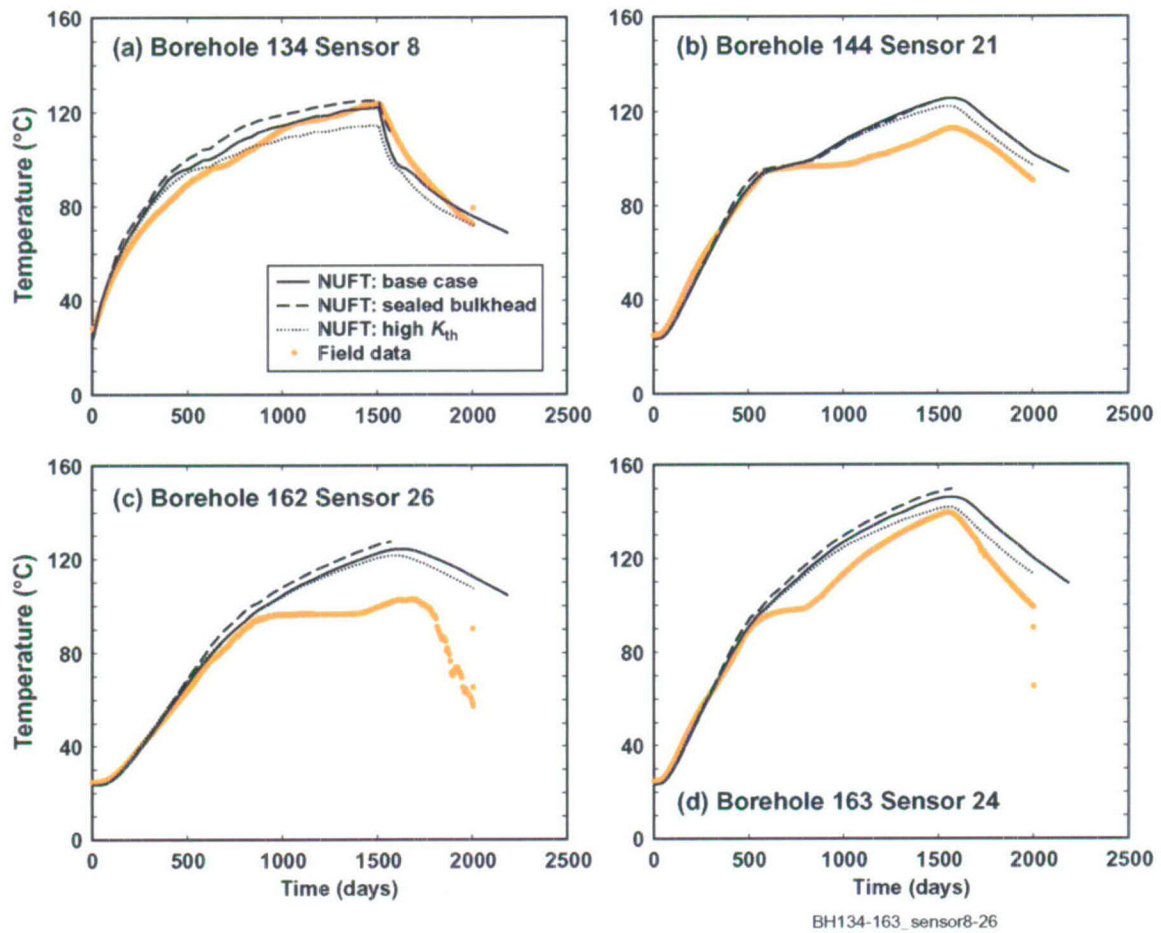 (a) Borehole 134 Sensor 8
160
120
80
40
0
Temperature (°C)
NUFT: base case
NUFT: sealed bulkhead
NUFT: high Kth
Field data
0 500 1000 1500 2000 2500
(b) Borehole 144 Sensor 21
160
120
80
40
0
0 500 1000 1500 2000 2500
(c) Borehole 162 Sensor 26
160
120
80
40
0
Temperature (°C)
0 500 1000 1500 2000 2500
Time (days)
160
120
80
40
0
(d) Borehole 163 Sensor 24
0 500 1000 1500 2000 2500
Time (days)
BH134-163_sensor8-26